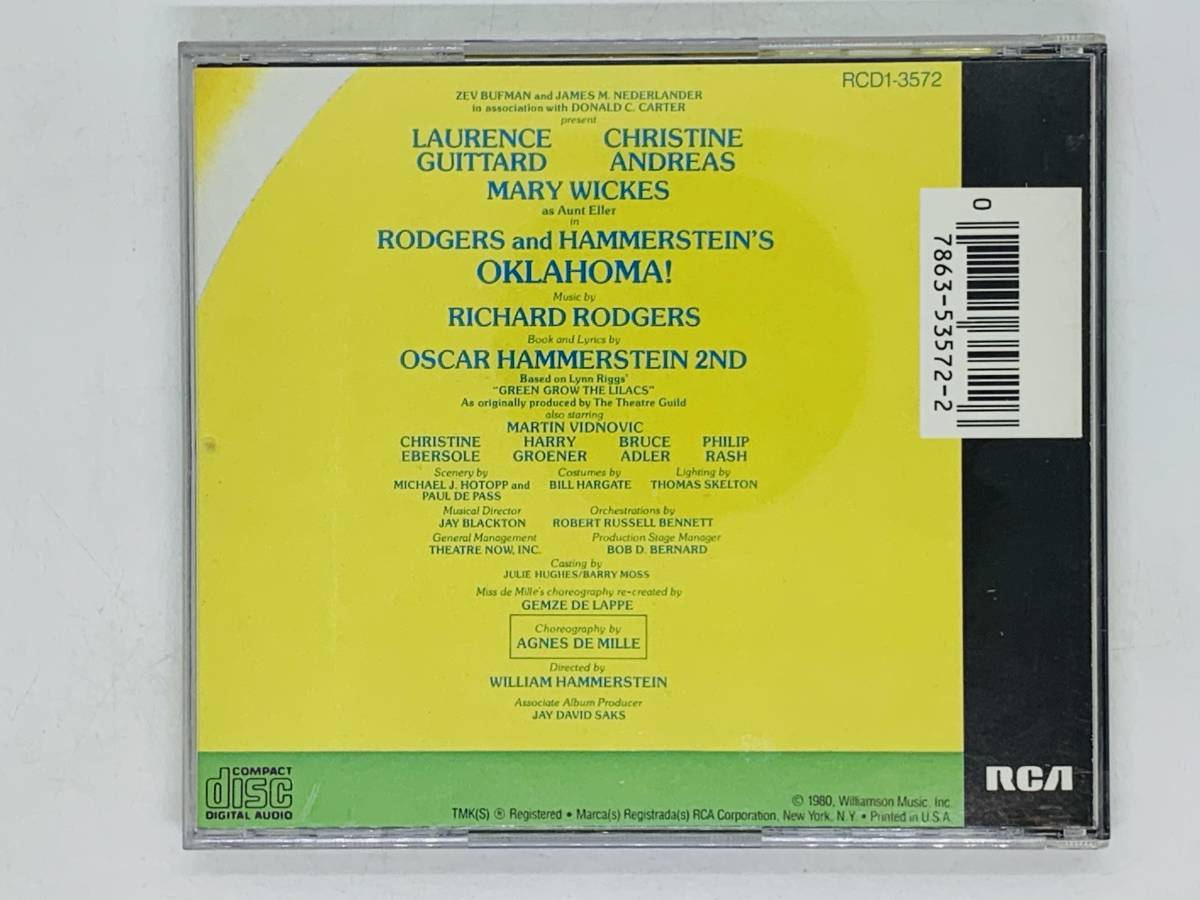 RCD1-3572
ZEV BUFMAN and JAMES M. NEDERLANDER
in association with DONALD C. CARTER
present
LAURENCE GUITTARD
CHRISTINE ANDREAS
MARY WICKES
as Aunt Eller
in
RODGERS and HAMMERSTEIN'S
OKLAHOMA!
Music by
RICHARD RODGERS
Book and Lyrics by
OSCAR HAMMERSTEIN 2ND
Based on Lynn Riggs'
"GREEN GROW THE LILACS"
As originally produced by The Theatre Guild
also starring
MARTIN VIDNOVIC
CHRISTINE EBERSOLE
HARRY GROENER
BRUCE ADLER
PHILIP RASH
Scenery by
MICHAEL J. HOTOPP and
PAUL DE PASS
Costumes by
BILL HARGATE
Lighting by
THOMAS SKELTON
Musical Director
JAY BLACKTON
Orchestrations by
ROBERT RUSSELL BENNETT
General Management
THEATRE NOW, INC.
Production Stage Manager
BOB D. BERNARD
Casting by
JULIE HUGHES/BARRY MOSS
Miss de Mille's choreography re-created by
GEMZE DE LAPPE
Choreography by
AGNES DE MILLE
Directed by
WILLIAM HAMMERSTEIN
Associate Album Producer
JAY DAVID SAKS
0
7863-53572-2
COMPACT
disc
DIGITAL AUDIO
© 1980, Williamson Music, Inc.
TMK(S) ® Registered • Marca(s) Registrada(s) RCA Corporation, New York, N.Y. • Printed in U.S.A.
RCA